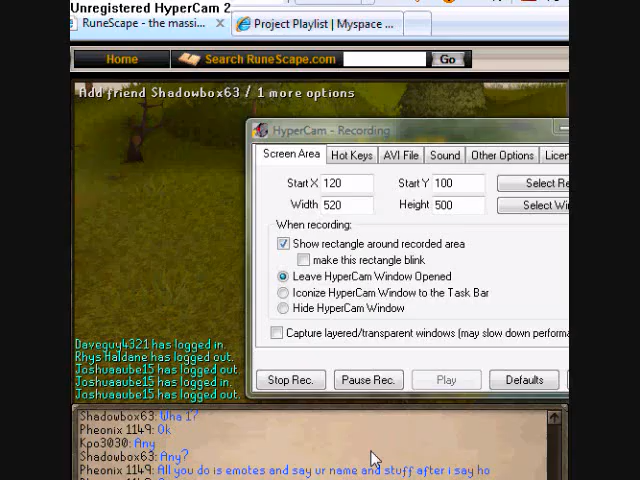 Unregistered HyperCam 2
RuneScape - the massi...
Project Playlist | Myspace ...
Home
Search RuneScape.com
Go
Add friend Shadowbox63 / 1 more options
HyperCam - Recording
Screen Area
Hot Keys
AVI File
Sound
Other Options
Licen
Start X 120
Start Y 100
Select Re
Width 520
Height 500
Select Win
When recording:
Show rectangle around recorded area
make this rectangle blink
Leave HyperCam Window Opened
Iconize HyperCam Window to the Task Bar
Hide HyperCam Window
Capture layered/transparent windows (may slow down performa
Stop Rec.
Pause Rec.
Play
Defaults
Daveguy4321 has logged in.
Rhys Haldane has logged out.
Joshuaaube15 has logged out.
Joshuaaube15 has logged in.
Joshuaaube15 has logged out.
Shadowbox63: Wha 1?
Pheonix 1149: Ok
Kpo3030: Any
Shadowbox63: Any?
Pheonix 1149: All you do is emotes and say ur name and stuff after i say ho